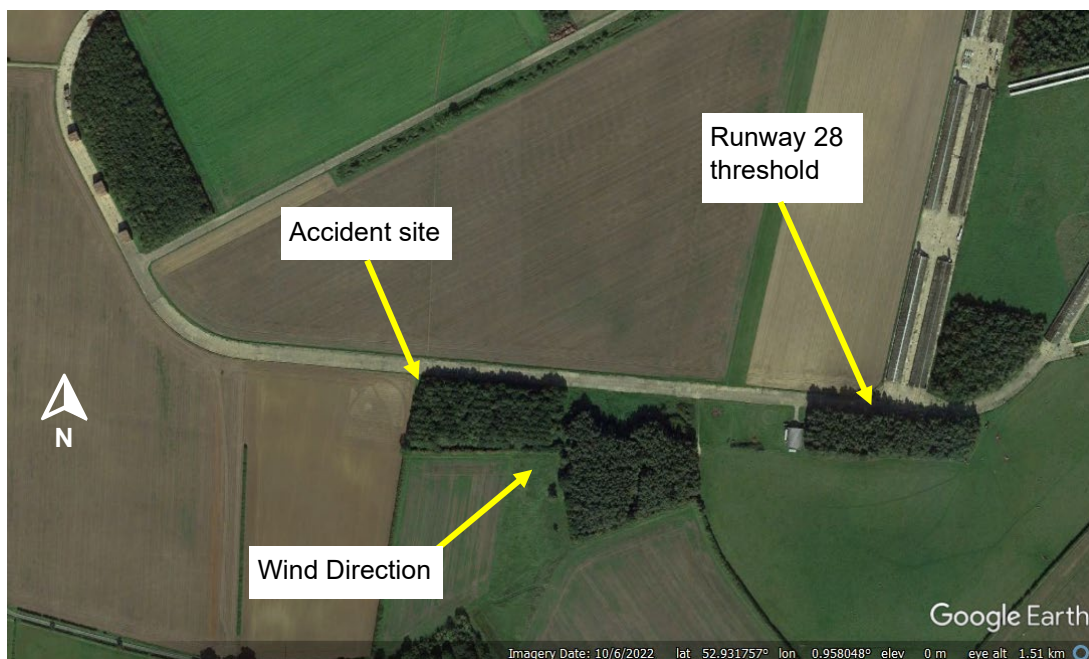 Runway 28
threshold
Accident site
N
Wind Direction
Google Earth
Imagery Date: 10/6/2022 lat 52.931757° lon 0.958048° elev 0 m eye alt 1.51 km